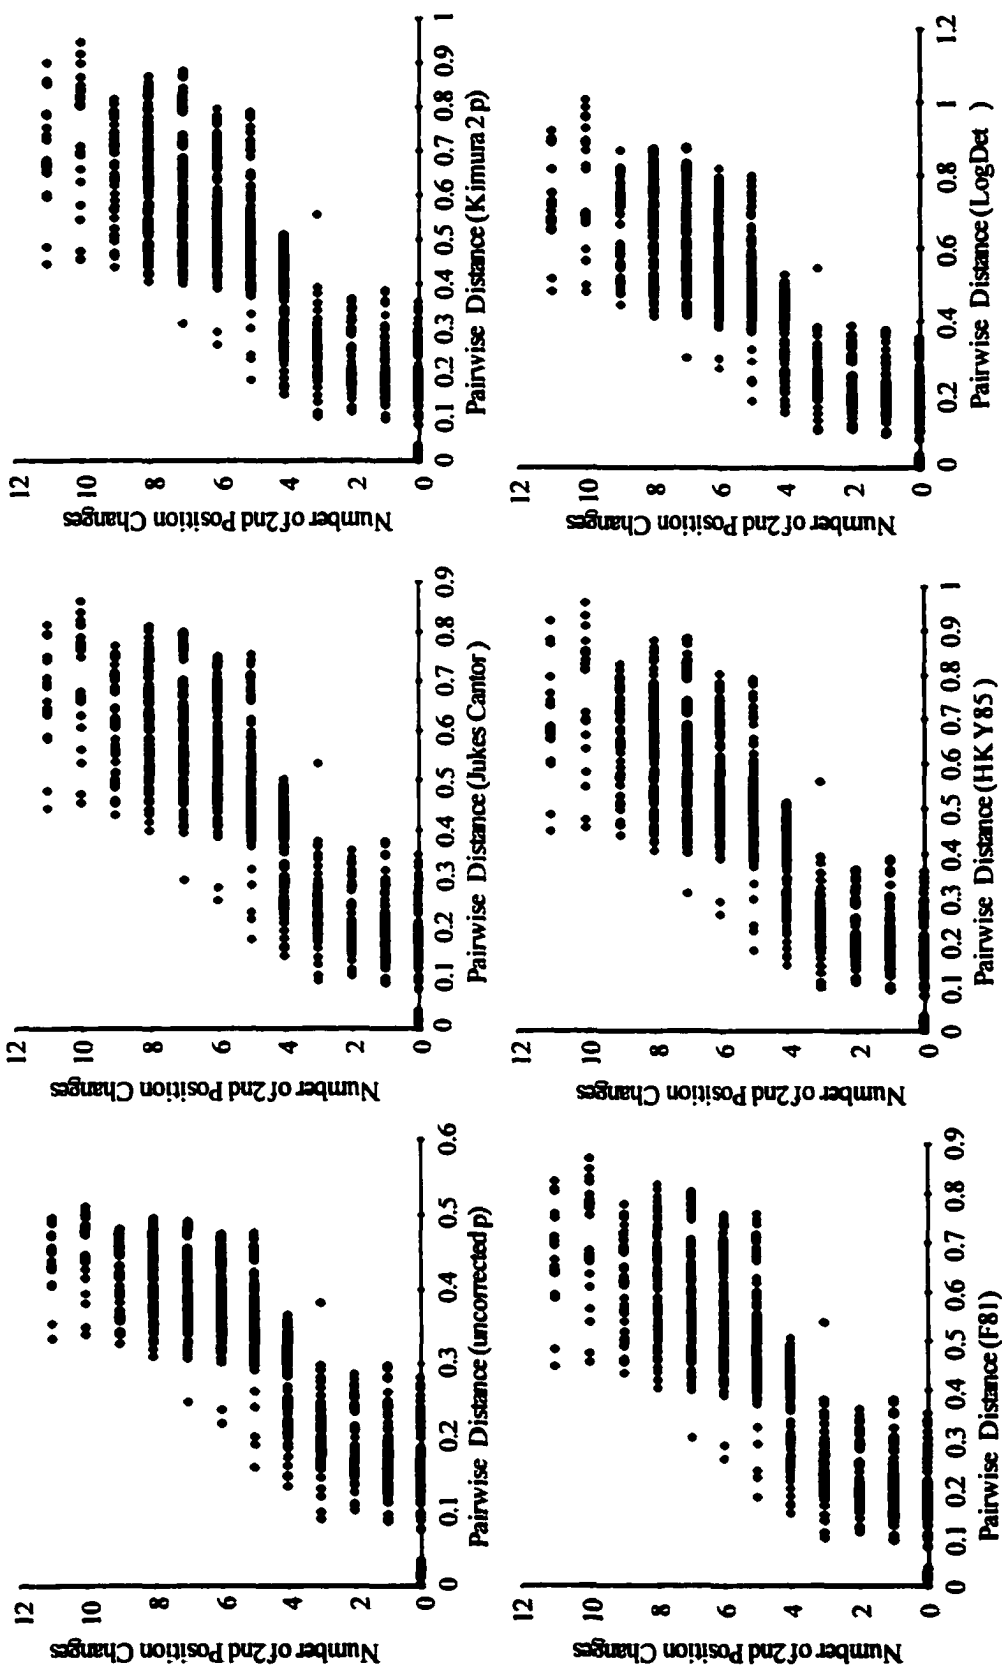 Number of 2nd Position Changes
12
10
8
6
4
2
0
0 0.1 0.2 0.3 0.4 0.5 0.6
Pairwise Distance (uncorrected p)
Number of 2nd Position Changes
12
10
8
6
4
2
0
0 0.1 0.2 0.3 0.4 0.5 0.6 0.7 0.8 0.9
Pairwise Distance (Jukes Cantor)
Number of 2nd Position Changes
12
10
8
6
4
2
0
0 0.1 0.2 0.3 0.4 0.5 0.6 0.7 0.8 0.9 1
Pairwise Distance (Kimura 2p)
Number of 2nd Position Changes
12
10
8
6
4
2
0
0 0.1 0.2 0.3 0.4 0.5 0.6 0.7 0.8 0.9
Pairwise Distance (F81)
Number of 2nd Position Changes
12
10
8
6
4
2
0
0 0.1 0.2 0.3 0.4 0.5 0.6 0.7 0.8 0.9 1
Pairwise Distance (HKY85)
Number of 2nd Position Changes
12
10
8
6
4
2
0
0 0.2 0.4 0.6 0.8 1 1.2
Pairwise Distance (LogDet )